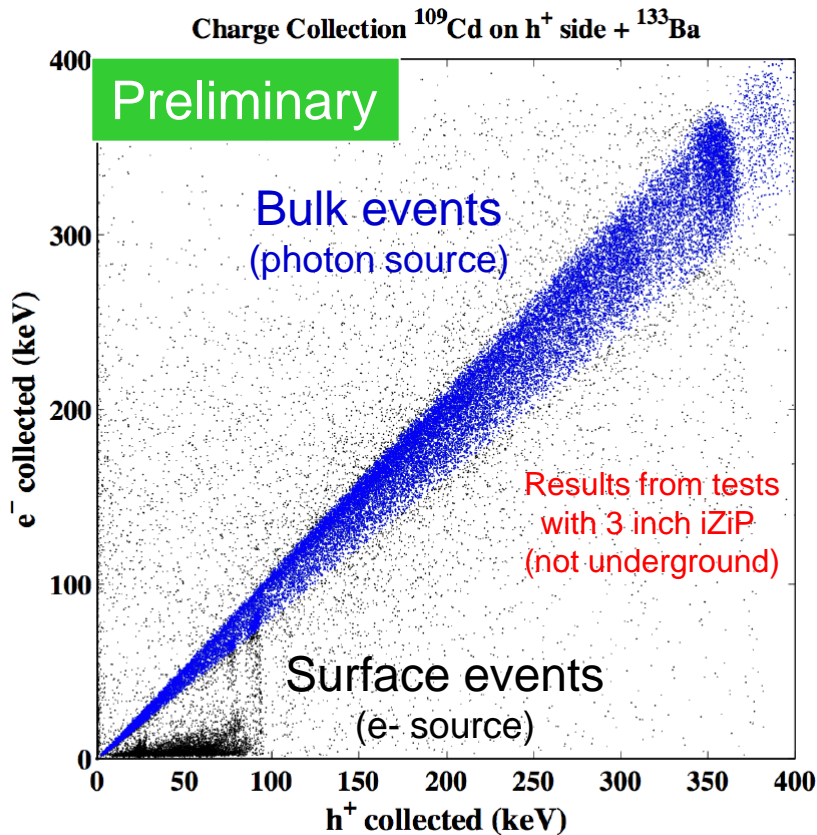 Charge Collection ¹⁰⁹Cd on h⁺ side + ¹³³Ba
Preliminary
Bulk events
(photon source)
Results from tests
with 3 inch iZiP
(not underground)
Surface events
(e- source)
e⁻ collected (keV)
400
300
200
100
0
0 50 100 150 200 250 300 350 400
h⁺ collected (keV)